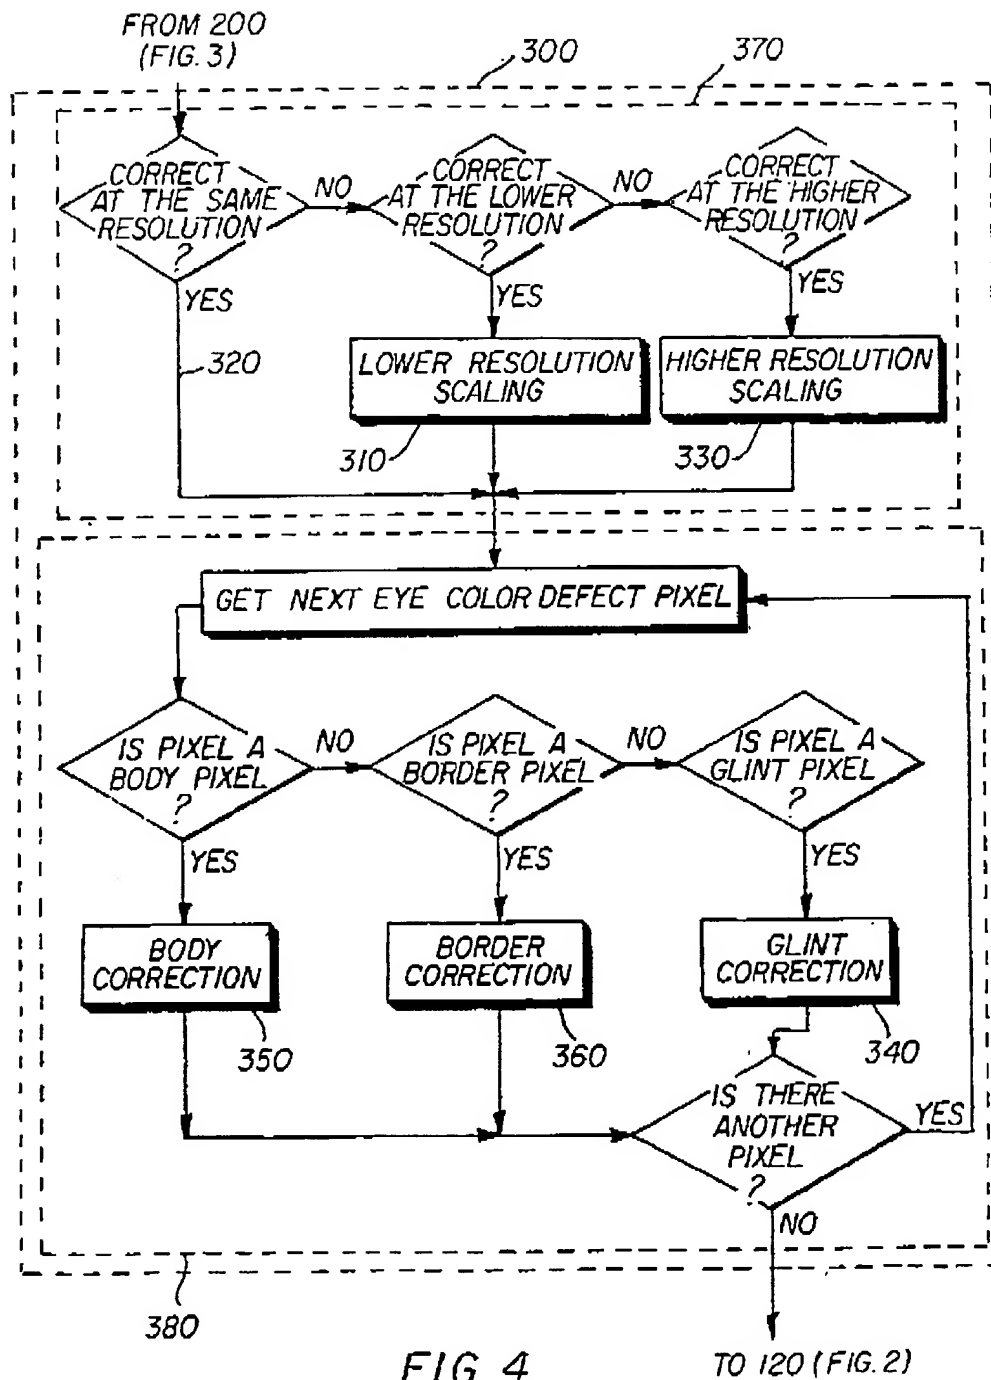 FROM 200
(FIG. 3)
300
370
CORRECT
AT THE SAME
RESOLUTION
?
NO
CORRECT
AT THE LOWER
RESOLUTION
?
NO
CORRECT
AT THE HIGHER
RESOLUTION
?
YES
YES
YES
320
LOWER RESOLUTION
SCALING
HIGHER RESOLUTION
SCALING
310
330
GET NEXT EYE COLOR DEFECT PIXEL
IS PIXEL A
BODY PIXEL
?
NO
IS PIXEL A
BORDER PIXEL
?
NO
IS PIXEL A
GLINT PIXEL
?
YES
YES
YES
BODY
CORRECTION
BORDER
CORRECTION
GLINT
CORRECTION
350
360
340
IS THERE
ANOTHER
PIXEL
?
YES
NO
380
FIG 4
TO 120 (FIG. 2)